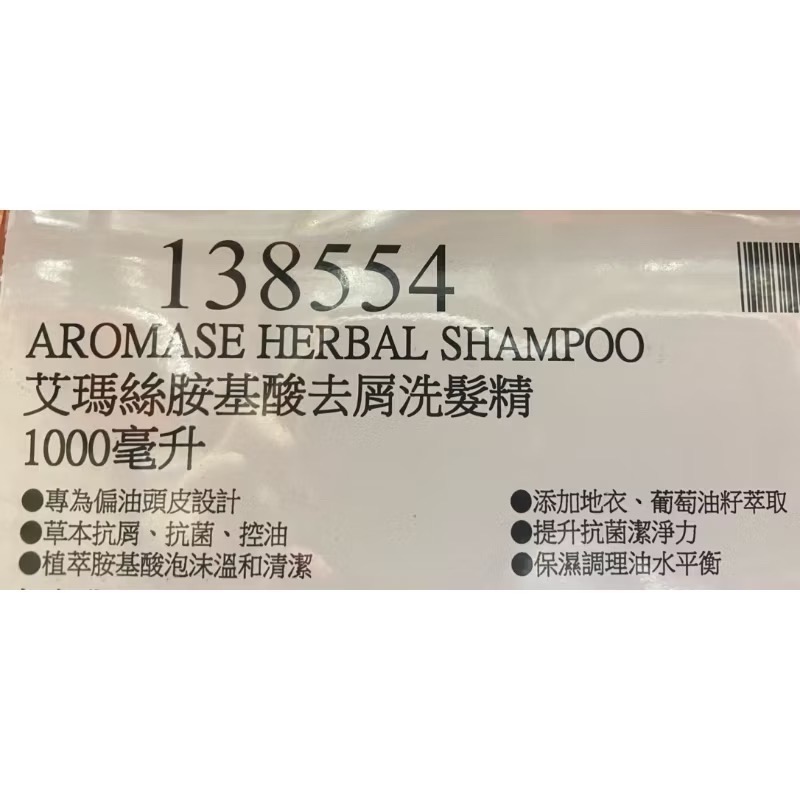 138554
AROMASE HERBAL SHAMPOO
艾瑪絲胺基酸去屑洗髮精
1000毫升
●專為偏油頭皮設計
●草本抗屑、抗菌、控油
●植萃胺基酸泡沫溫和清潔
●添加地衣、葡萄油籽萃取
●提升抗菌潔淨力
●保濕調理油水平衡